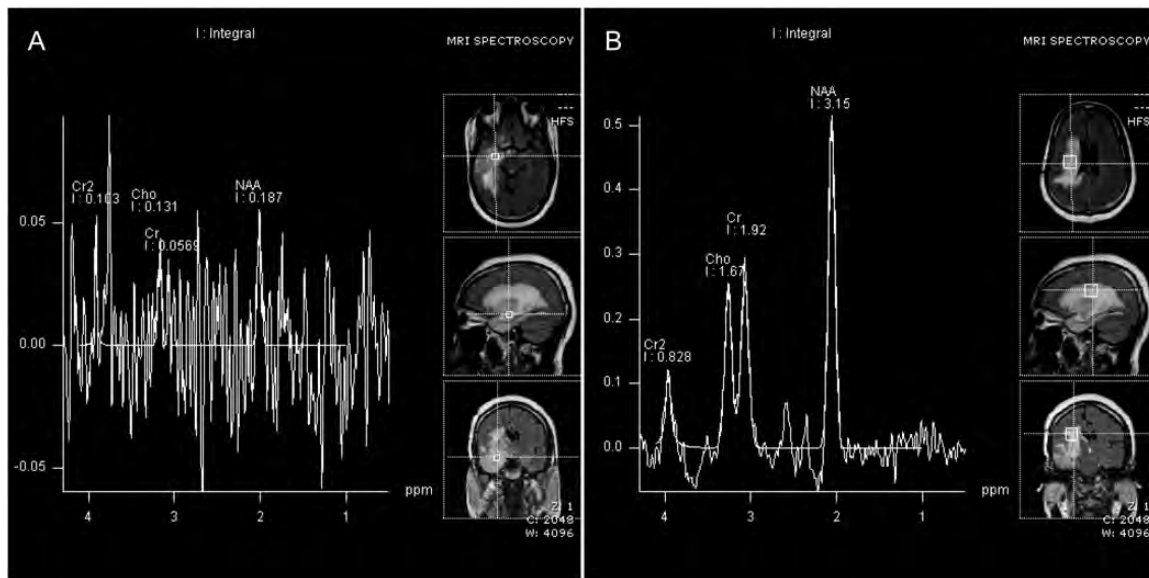 A
I : Integral
MRI SPECTROSCOPY
HFS
Cr2
I : 0.103
Cho
I : 0.131
Cr
I : 0.0569
NAA
I : 0.187
0.05
0.00
-0.05
4
3
2
1
ppm
Z: 1
C: 2048
W: 4096
B
I : Integral
MRI SPECTROSCOPY
HFS
NAA
I : 3.15
Cr
I : 1.92
Cho
I : 1.67
Cr2
I : 0.828
0.5
0.4
0.3
0.2
0.1
0.0
4
3
2
1
ppm
Z: 1
C: 2048
W: 4096